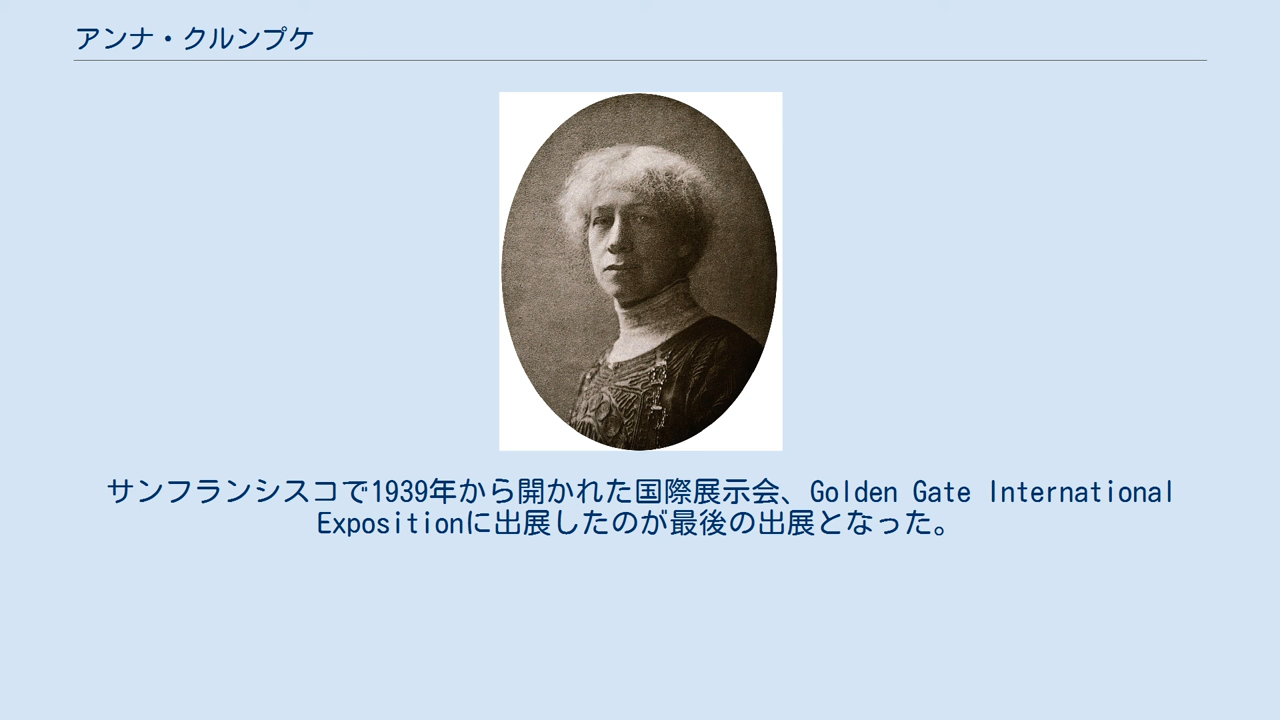 アンナ・クルンプケ
サンフランシスコで1939年から開かれた国際展示会、Golden Gate International
Expositionに出展したのが最後の出展となった。